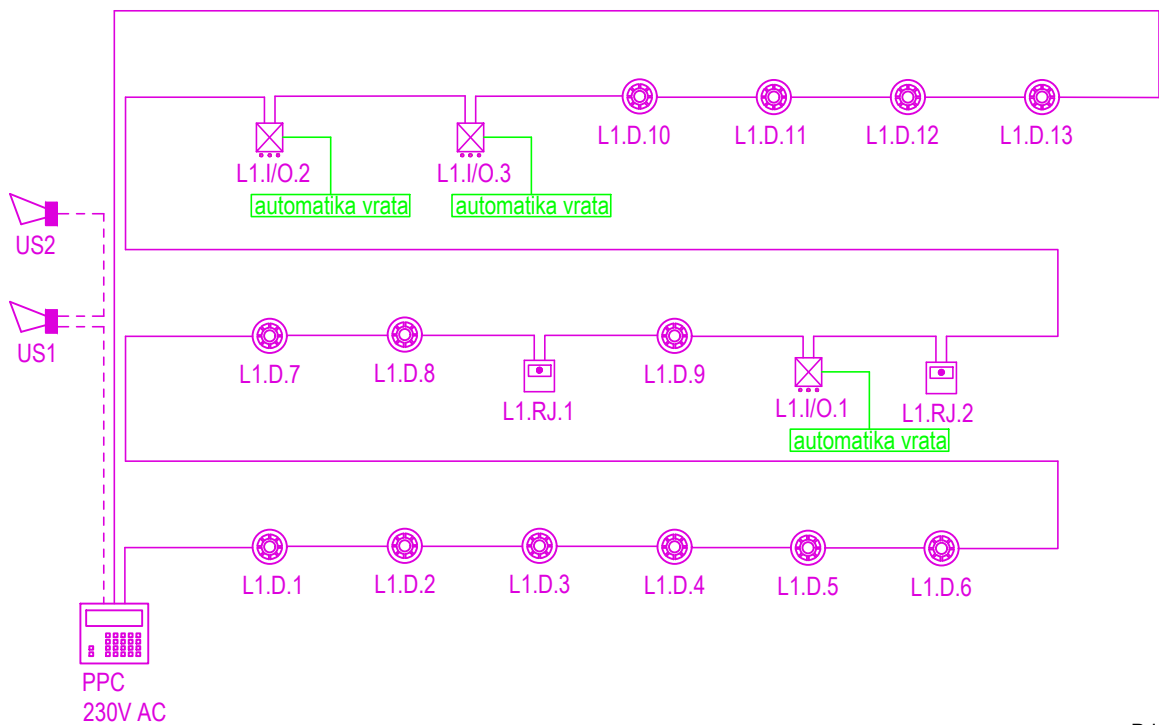 L1.D.10
L1.D.11
L1.D.12
L1.D.13
L1.I/O.2
L1.I/O.3
automatika vrata
automatika vrata
US2
US1
L1.D.7
L1.D.8
L1.RJ.1
L1.D.9
L1.I/O.1
L1.RJ.2
automatika vrata
L1.D.1
L1.D.2
L1.D.3
L1.D.4
L1.D.5
L1.D.6
PPC
230V AC